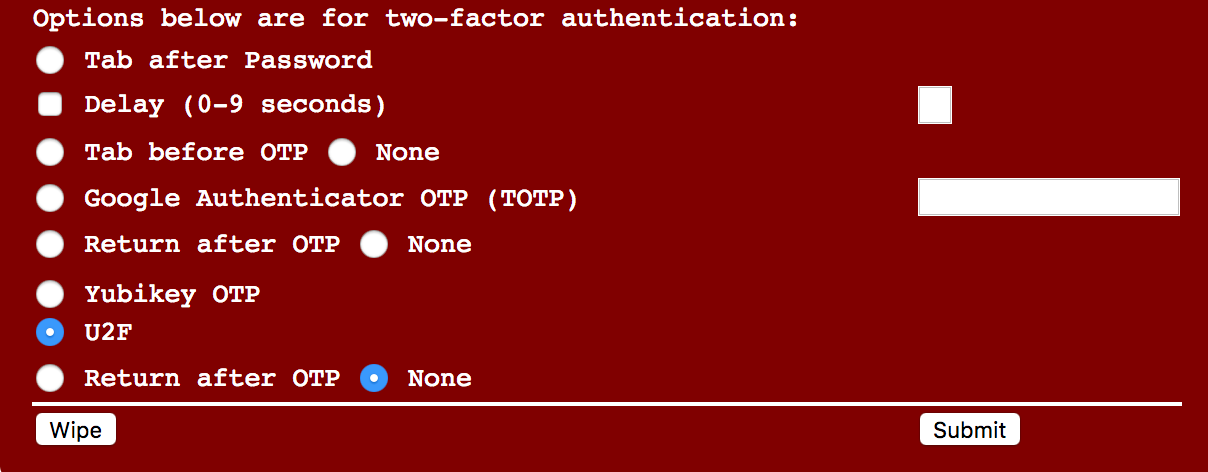 Options below are for two-factor authentication:
Tab after Password
Delay (0-9 seconds)
Tab before OTP None
Google Authenticator OTP (TOTP)
Return after OTP None
Yubikey OTP
U2F
Return after OTP None
Wipe Submit